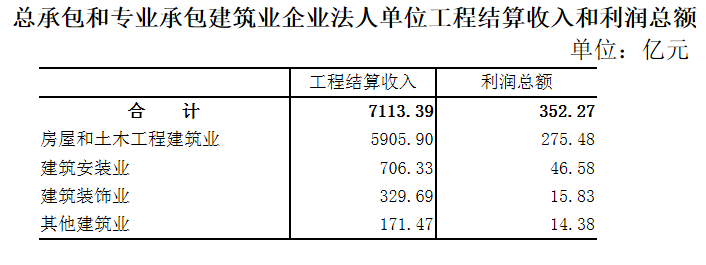 总承包和专业承包建筑业企业法人单位工程结算收入和利润总额
单位：亿元
工程结算收入 利润总额
合 计 7113.39 352.27
房屋和土木工程建筑业 5905.90 275.48
建筑安装业 706.33 46.58
建筑装饰业 329.69 15.83
其他建筑业 171.47 14.38